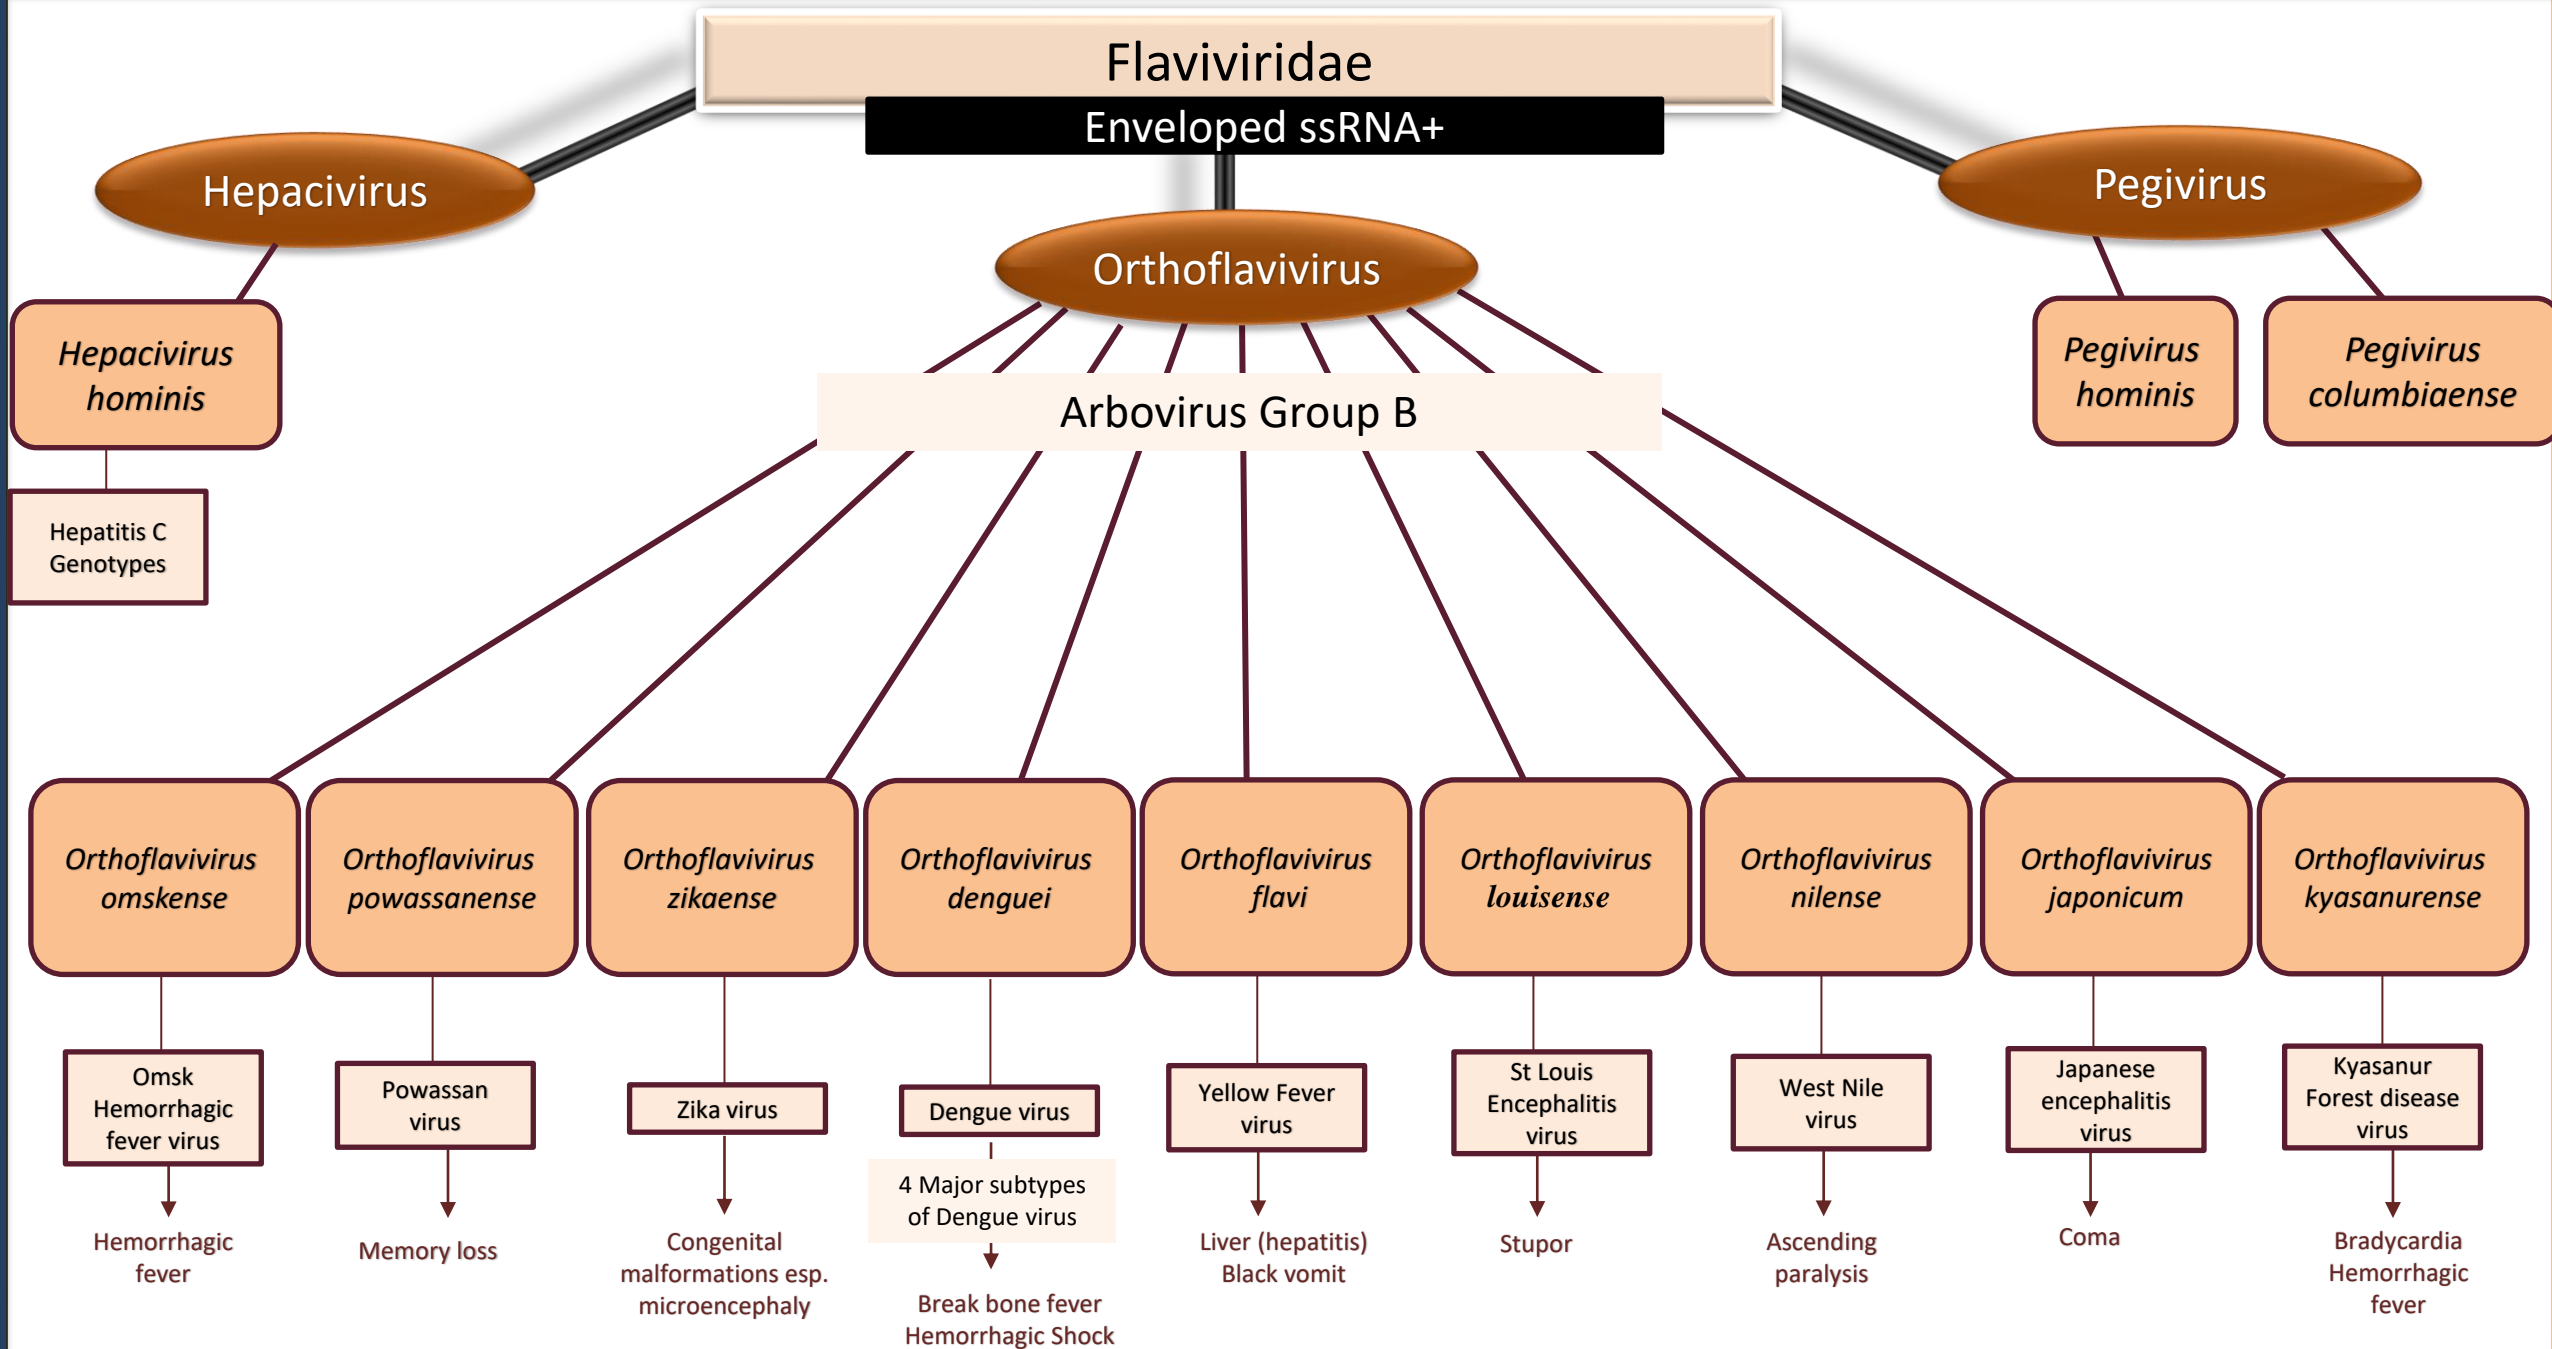 Flaviviridae
Enveloped ssRNA+
Hepacivirus
Orthoflavivirus
Pegivirus
Hepacivirus
hominis
Pegivirus
hominis
Pegivirus
columbiaense
Arbovirus Group B
Hepatitis C
Genotypes
Orthoflavivirus
omskense
Orthoflavivirus
powassanense
Orthoflavivirus
zikaense
Orthoflavivirus
denguei
Orthoflavivirus
flavi
Orthoflavivirus
louisense
Orthoflavivirus
nilense
Orthoflavivirus
japonicum
Orthoflavivirus
kyasanurense
Omsk
Hemorrhagic
fever virus
Powassan
virus
Zika virus
Dengue virus
Yellow Fever
virus
St Louis
Encephalitis
virus
West Nile
virus
Japanese
encephalitis
virus
Kyasanur
Forest disease
virus
4 Major subtypes
of Dengue virus
Hemorrhagic
fever
Memory loss
Congenital
malformations esp.
microencephaly
Break bone fever
Hemorrhagic Shock
Liver (hepatitis)
Black vomit
Stupor
Ascending
paralysis
Coma
Bradycardia
Hemorrhagic
fever